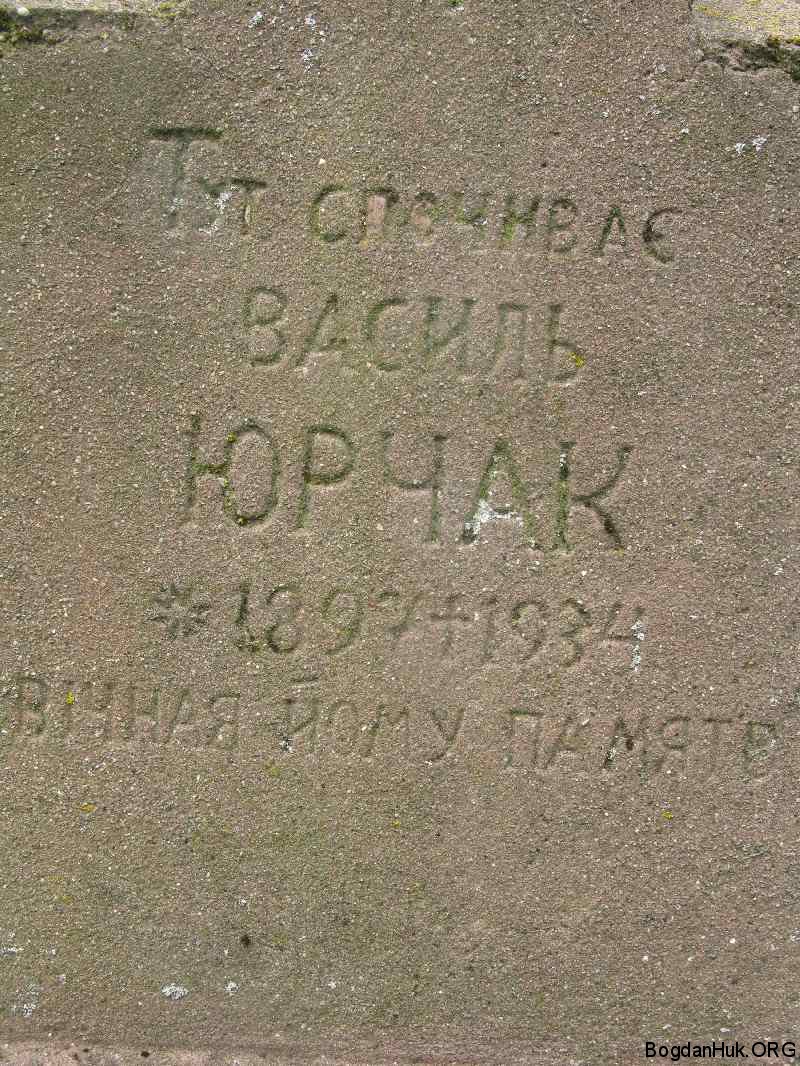 Тут спочиває
ВАСИЛЬ
ЮРЧАК
* 1897 † 1934
ВІЧНАЯ ЙОМУ ПАМЯТЬ
BogdanHuk.ORG